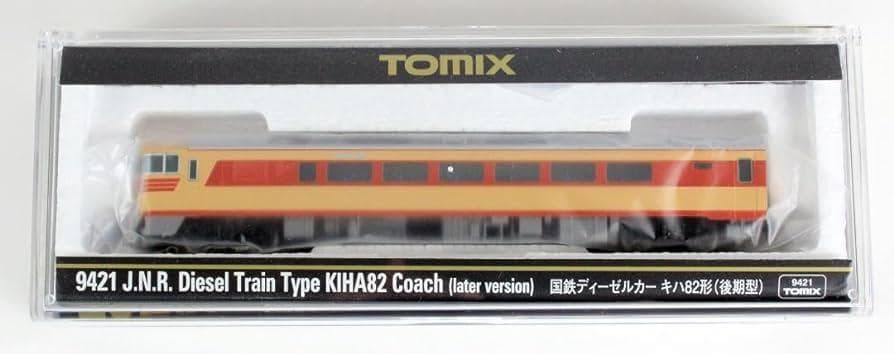 TOMIX
9421 J.N.R. Diesel Train Type KIHA82 Coach (later version) 国鉄ディーゼルカー キハ82形(後期型)
9421
TOMIX